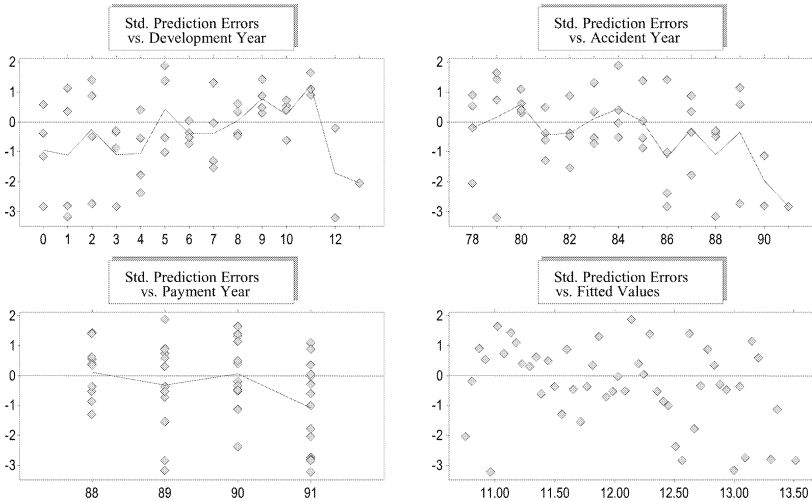 Std. Prediction Errors
vs. Development Year
2
1
0
-1
-2
-3
0 1 2 3 4 5 6 7 8 9 10 11 12
Std. Prediction Errors
vs. Accident Year
2
1
0
-1
-2
-3
78 80 82 84 86 88 90
Std. Prediction Errors
vs. Payment Year
2
1
0
-1
-2
-3
88 89 90 91
Std. Prediction Errors
vs. Fitted Values
2
1
0
-1
-2
-3
11.00 11.50 12.00 12.50 13.00 13.50